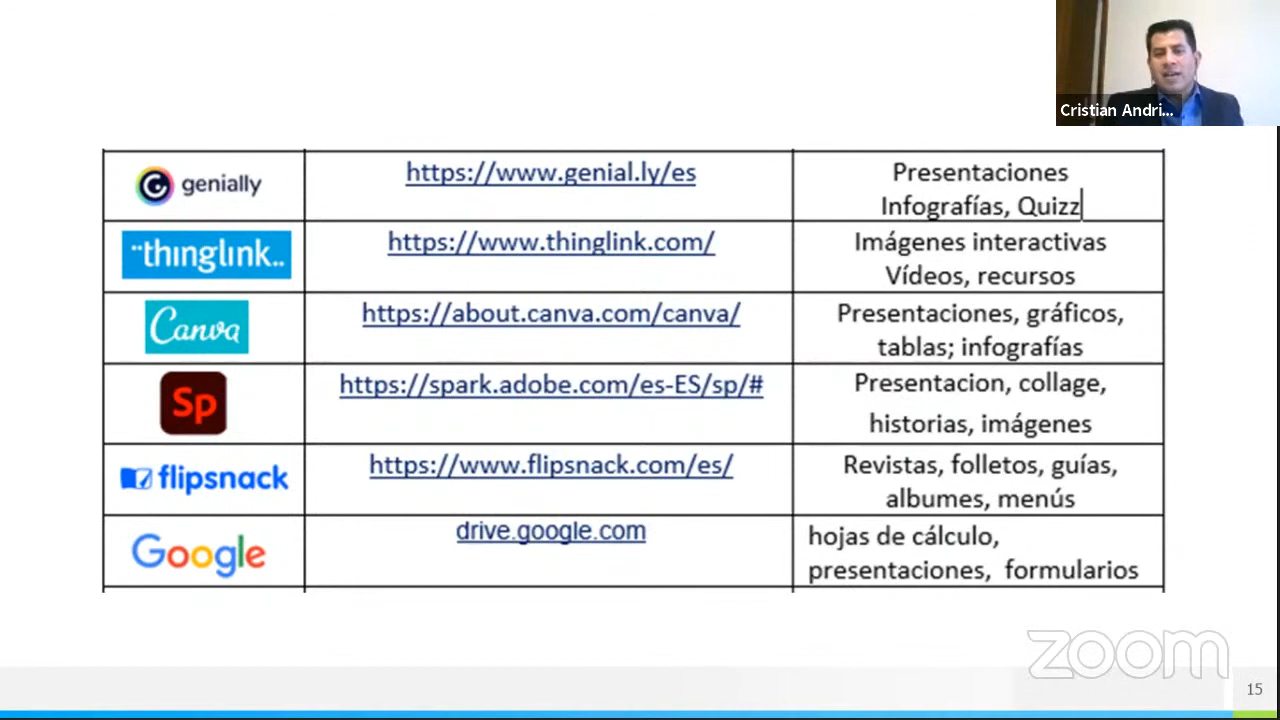 Cristian Andri...
genially
https://www.genial.ly/es
Presentaciones
Infografías, Quizz
¨thinglink..
https://www.thinglink.com/
Imágenes interactivas
Vídeos, recursos
Canva
https://about.canva.com/canva/
Presentaciones, gráficos,
tablas; infografías
Sp
https://spark.adobe.com/es-ES/sp/#
Presentacion, collage,
historias, imágenes
flipsnack
https://www.flipsnack.com/es/
Revistas, folletos, guías,
albumes, menús
Google
drive.google.com
hojas de cálculo,
presentaciones, formularios
zoom
15